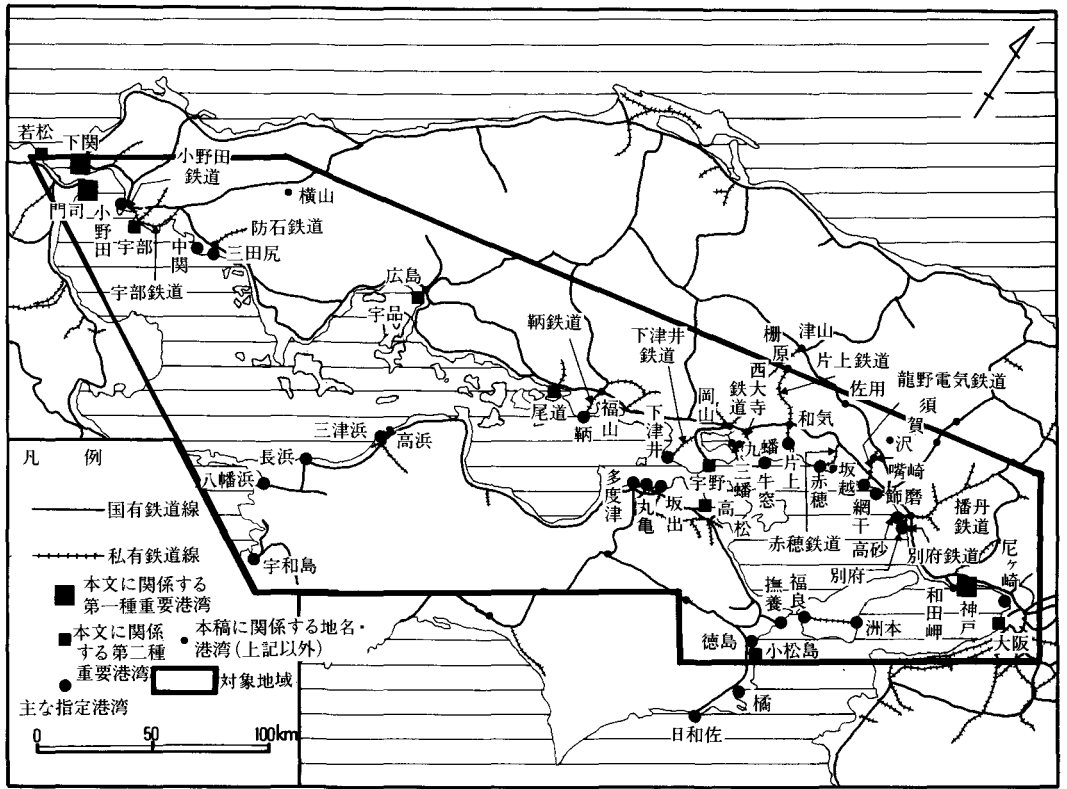 若松
下関
小野田
鉄道
門司
小野田
宇部
中関
三田尻
横山
防石鉄道
宇部鉄道
広島
宇品
鞆鉄道
尾道
鞆
福山
下津井
鉄道
下津井
岡山
西大寺
鉄道
柵原
津山
片上鉄道
佐用
龍野電気鉄道
須賀
沢
和気
九蟠
三蟠
牛窓
片上
赤穂
坂越
網干
嘴崎
飾磨
播丹
鉄道
赤穂鉄道
高砂
別府鉄道
別府
尼ヶ崎
和田岬
神戸
大阪
宇野
高松
多度津
丸亀
坂出
三津浜
高浜
長浜
八幡浜
宇和島
撫養
福良
洲本
徳島
小松島
橘
日和佐
凡例
国有鉄道線
私有鉄道線
本文に関係する
第一種重要港湾
本文に関係
する第二種
重要港湾
本稿に関係する地名・
港湾(上記以外)
対象地域
主な指定港湾
0 50 100km